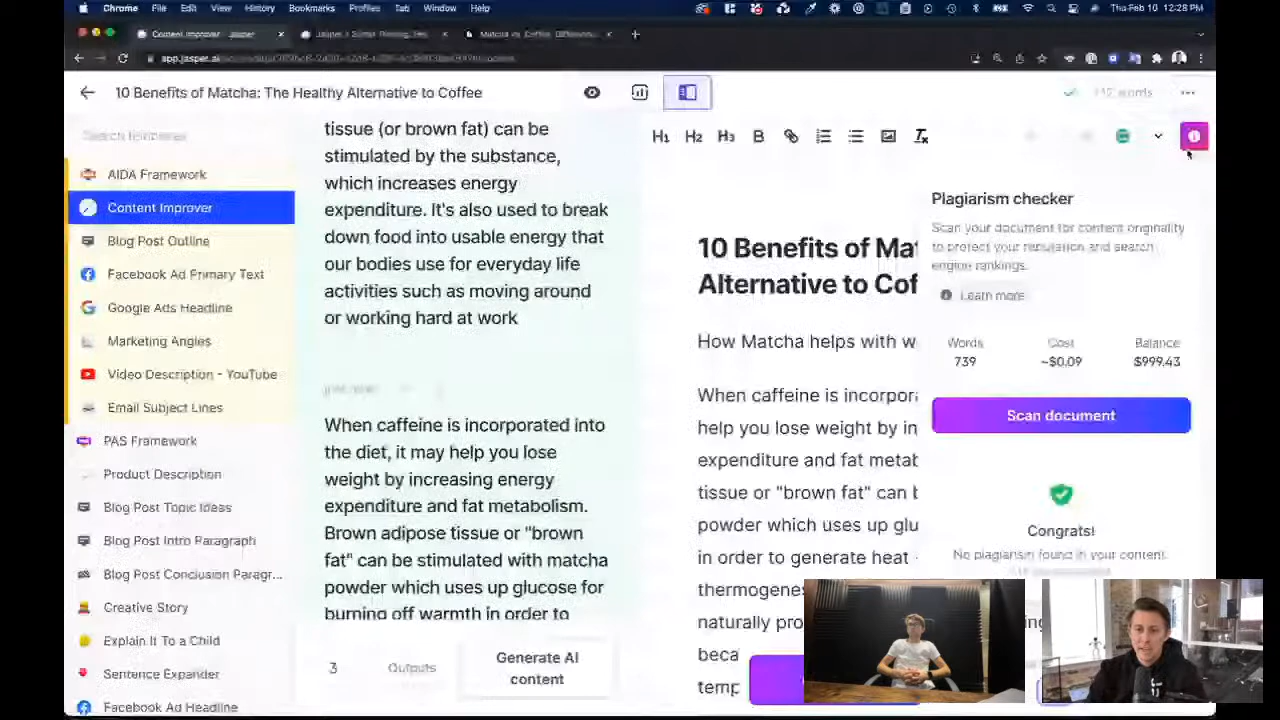 Chrome File Edit View History Bookmarks Profiles Tab Window Help
Thu Feb 10 12:28 PM
Content Improver - Jasper
app.jasper.ai
10 Benefits of Matcha: The Healthy Alternative to Coffee
words
Search templates
AIDA Framework
Content Improver
Blog Post Outline
Facebook Ad Primary Text
Google Ads Headline
Marketing Angles
Video Description - YouTube
Email Subject Lines
PAS Framework
Product Description
Blog Post Topic Ideas
Blog Post Intro Paragraph
Blog Post Conclusion Paragr...
Creative Story
Explain It To a Child
Sentence Expander
Facebook Ad Headline
tissue (or brown fat) can be
stimulated by the substance,
which increases energy
expenditure. It's also used to break
down food into usable energy that
our bodies use for everyday life
activities such as moving around
or working hard at work
When caffeine is incorporated into
the diet, it may help you lose
weight by increasing energy
expenditure and fat metabolism.
Brown adipose tissue or "brown
fat" can be stimulated with matcha
powder which uses up glucose for
burning off warmth in order to
3 Outputs
Generate AI
content
H1 H2 H3 B
10 Benefits of Mat
Alternative to Cof
How Matcha helps with w
When caffeine is incorpora
help you lose weight by in
expenditure and fat metab
tissue or "brown fat" can b
powder which uses up glu
in order to generate heat -
thermogenes
naturally pro
beca
temp
Plagiarism checker
Scan your document for content originality
to protect your reputation and search
engine rankings.
Learn more
Words Cost Balance
739 ~$0.09 $999.43
Scan document
Congrats!
No plagiarism found in your content.